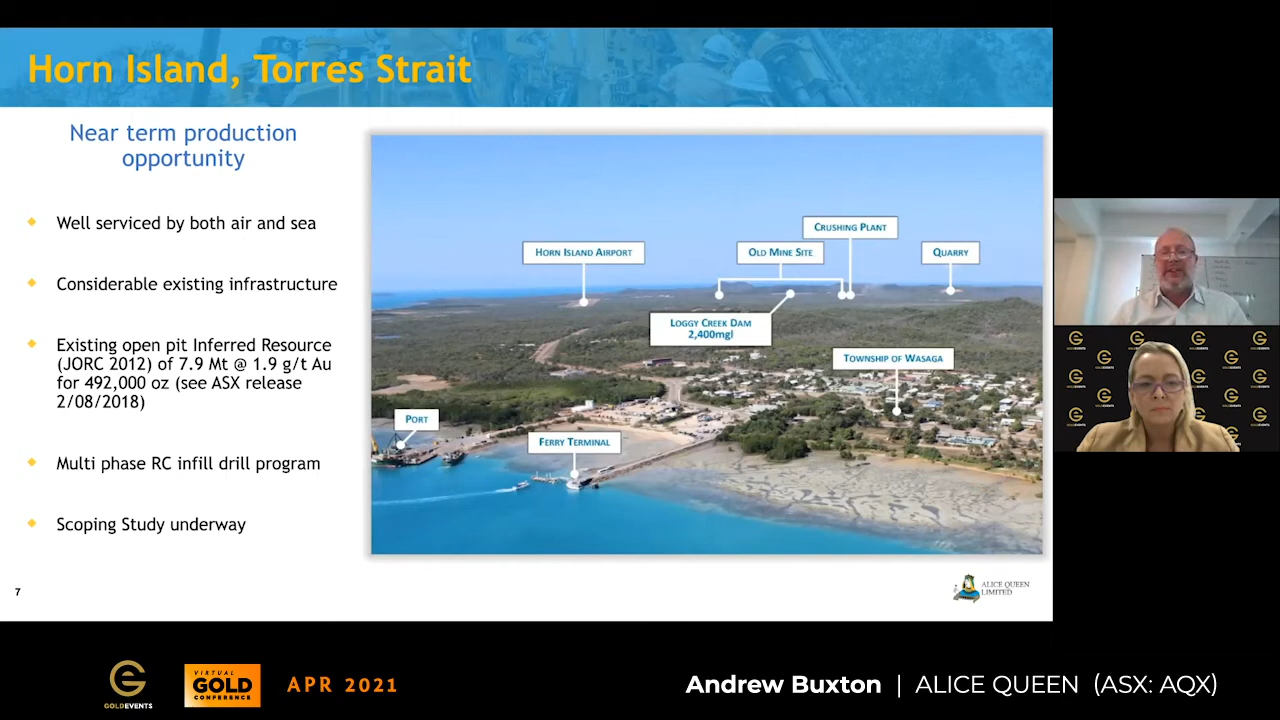 Horn Island, Torres Strait
Near term production
opportunity
Well serviced by both air and sea
Considerable existing infrastructure
Existing open pit Inferred Resource
(JORC 2012) of 7.9 Mt @ 1.9 g/t Au
for 492,000 oz (see ASX release
2/08/2018)
Multi phase RC infill drill program
Scoping Study underway
CRUSHING PLANT
HORN ISLAND AIRPORT
OLD MINE SITE
QUARRY
LOGGY CREEK DAM
2,400mgl
TOWNSHIP OF WASAGA
PORT
FERRY TERMINAL
7
ALICE QUEEN
LIMITED
GOLDEVENTS
VIRTUAL
GOLD
CONFERENCE
APR 2021
Andrew Buxton | ALICE QUEEN (ASX: AQX)